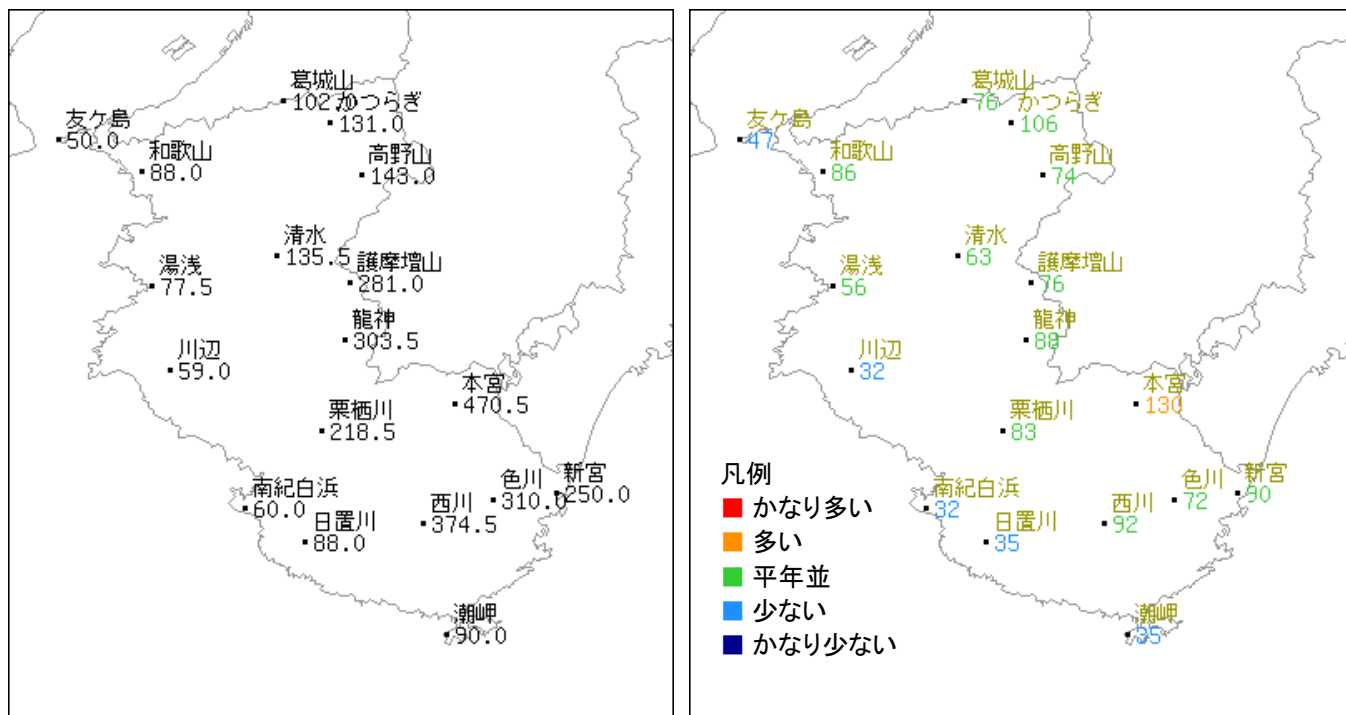 葛城山
102.0
かつらぎ
131.0
友ケ島
50.0
和歌山
88.0
高野山
143.0
清水
135.5
護摩壇山
281.0
湯浅
77.5
龍神
303.5
川辺
59.0
本宮
470.5
栗栖川
218.5
新宮
250.0
色川
310.0
南紀白浜
60.0
西川
374.5
日置川
88.0
潮岬
90.0
葛城山
76
かつらぎ
106
友ケ島
47
和歌山
86
高野山
74
清水
63
護摩壇山
76
湯浅
56
龍神
88
川辺
32
本宮
130
栗栖川
83
新宮
90
色川
72
南紀白浜
32
西川
92
日置川
35
潮岬
35
凡例
かなり多い
多い
平年並
少ない
かなり少ない